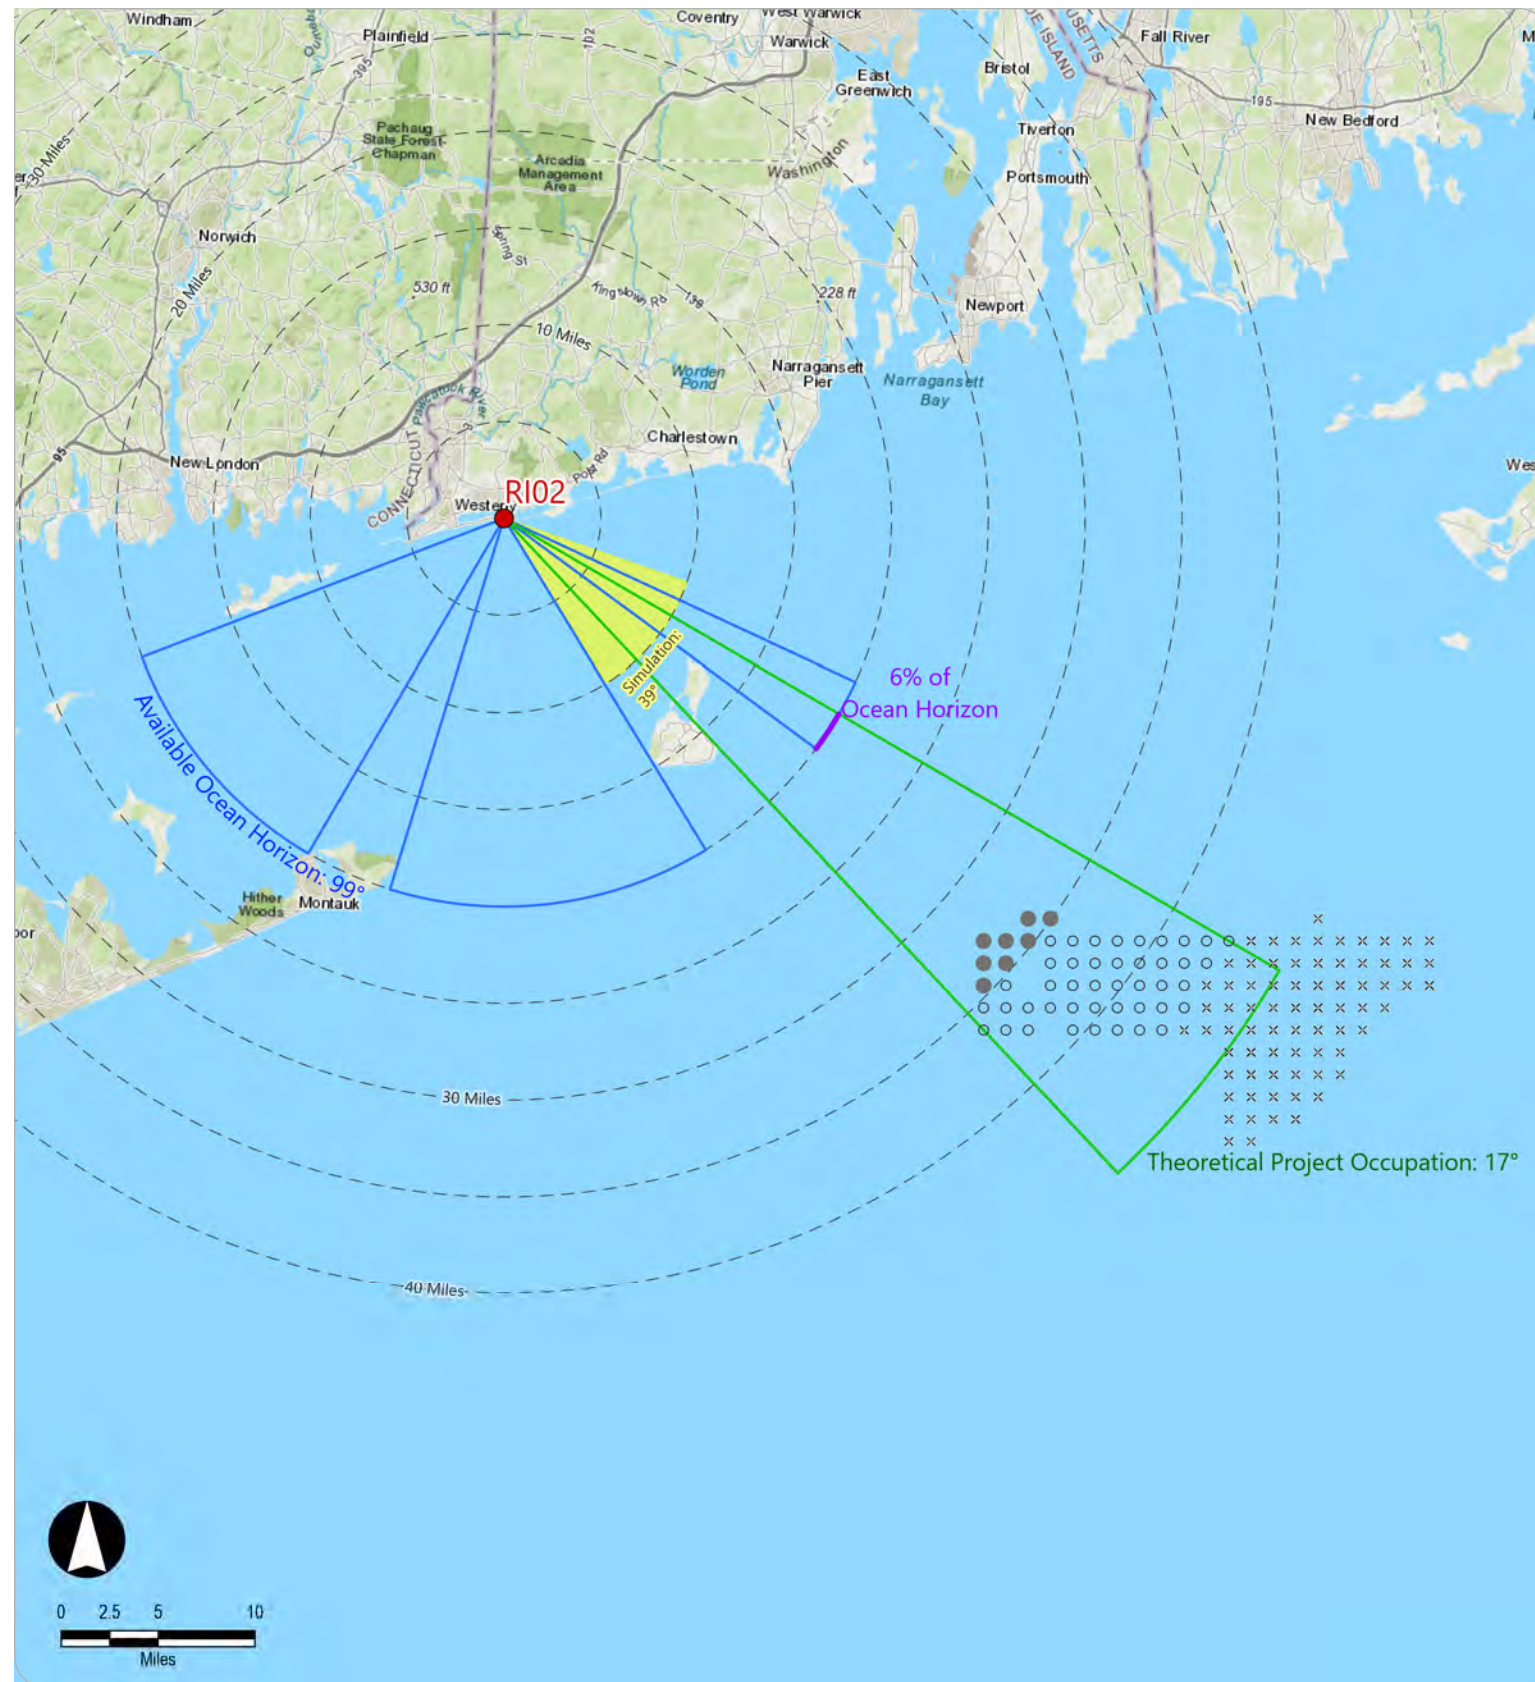 Windham
Plainfield
Coventry
West Warwick
Warwick
East
Greenwich
Bristol
Fall River
195
New Bedford
Tiverton
Portsmouth
Washington
102
395
Pachaug
State Forest-
Chapman
Arcadia
Management
Area
30 Miles
Norwich
20 Miles
530 ft
Spring St
Kingstown Rd
138
228 ft
Newport
10 Miles
Worden
Pond
Narragansett
Pier
Narragansett
Bay
Pawcatuck River
CONNECTICUT
3
95
New London
Charlestown
Post Rd
Westerly
RI02
Simulation:
39°
6% of
Ocean Horizon
Available Ocean Horizon: 99°
Hither
Woods
Montauk
30 Miles
Theoretical Project Occupation: 17°
40 Miles
0 2.5 5 10
Miles